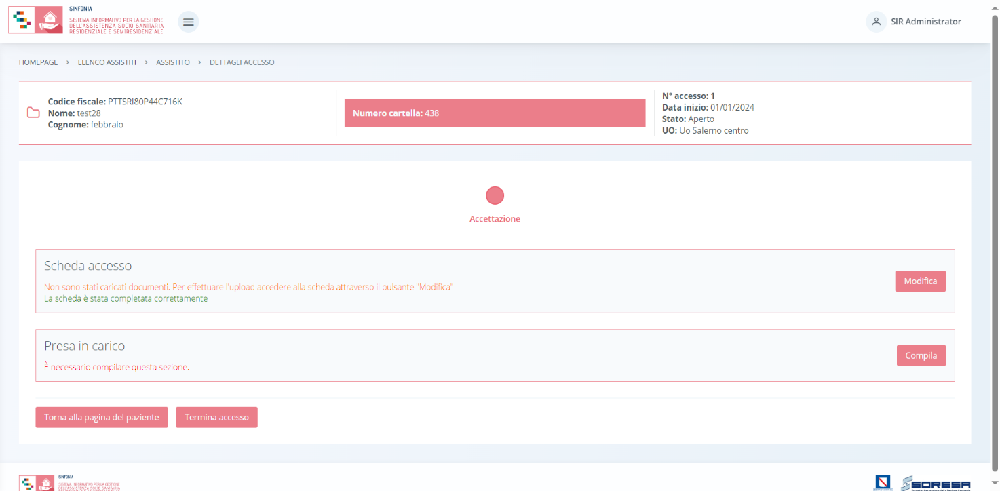 SINFONIA
SISTEMA INFORMATIVO PER LA GESTIONE
DELL'ASSISTENZA SOCIO SANITARIA
RESIDENZIALE E SEMIRESIDENZIALE
SIR Administrator
HOMEPAGE > ELENCO ASSISTITI > ASSISTITO > DETTAGLI ACCESSO
Codice fiscale: PTTSRI80P44C716K
Nome: test28
Cognome: febbraio
Numero cartella: 438
N° accesso: 1
Data inizio: 01/01/2024
Stato: Aperto
UO: Uo Salerno centro
Accettazione
Scheda accesso
Non sono stati caricati documenti. Per effettuare l'upload accedere alla scheda attraverso il pulsante "Modifica"
La scheda è stata completata correttamente
Modifica
Presa in carico
È necessario compilare questa sezione.
Compila
Torna alla pagina del paziente
Termina accesso
SINFONIA
SISTEMA INFORMATIVO PER LA GESTIONE
DELL'ASSISTENZA SOCIO SANITARIA
SORESA